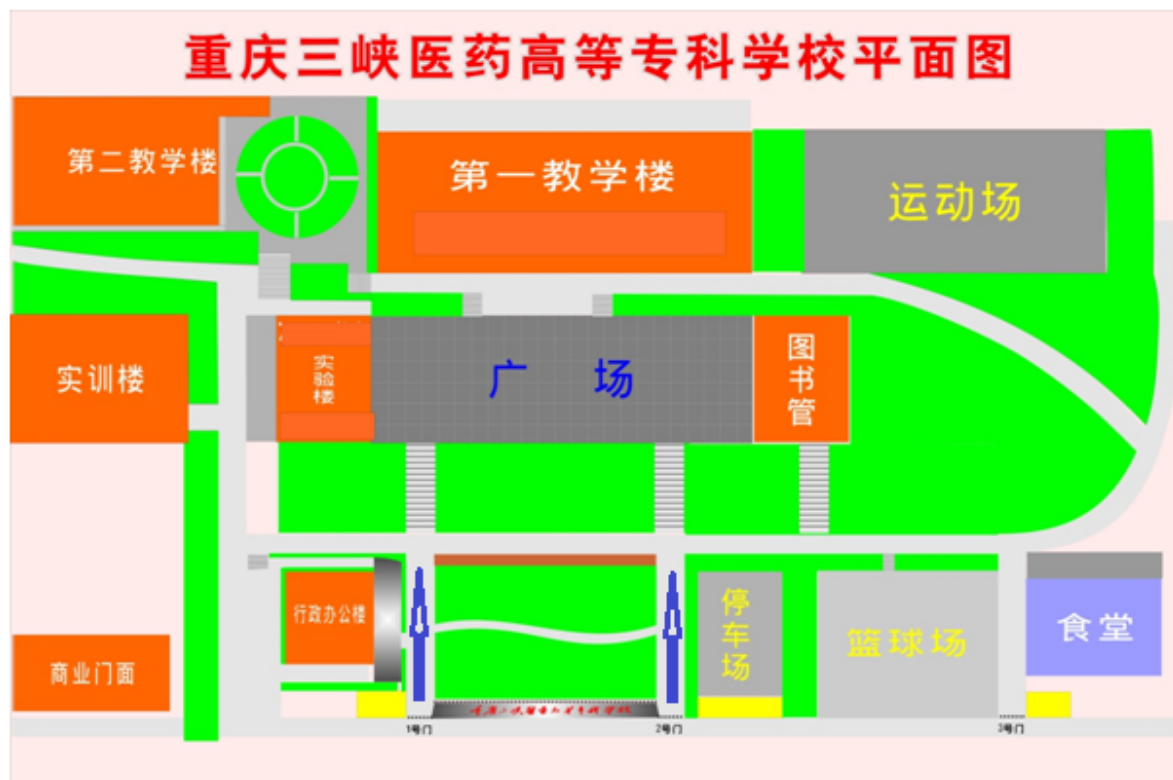 重庆三峡医药高等专科学校平面图
第二教学楼
第一教学楼
运动场
实训楼
实验楼
广 场
图书管
行政办公楼
停车场
篮球场
食堂
商业门面
1号门
2号门
3号门